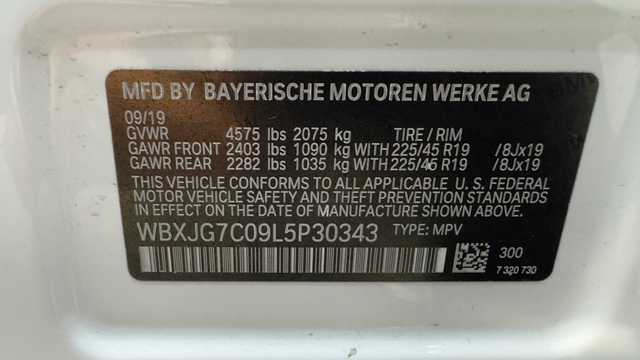 MFD BY BAYERISCHE MOTOREN WERKE AG
09/19
GVWR 4575 lbs 2075 kg TIRE / RIM
GAWR FRONT 2403 lbs 1090 kg WITH 225/45 R19 /8Jx19
GAWR REAR 2282 lbs 1035 kg WITH 225/45 R19 /8Jx19
THIS VEHICLE CONFORMS TO ALL APPLICABLE U. S. FEDERAL
MOTOR VEHICLE SAFETY AND THEFT PREVENTION STANDARDS
IN EFFECT ON THE DATE OF MANUFACTURE SHOWN ABOVE.
WBXJG7C09L5P30343 TYPE: MPV
300
7 320 730